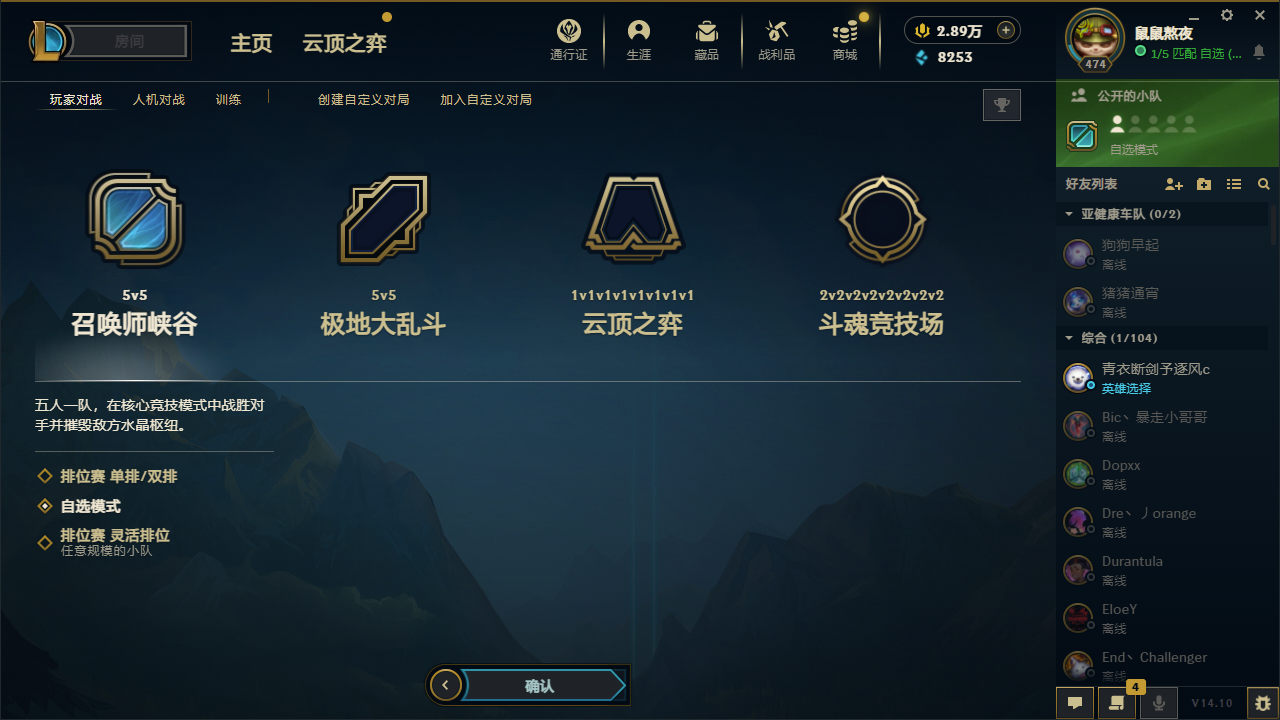 房间
主页
云顶之弈
通行证
生涯
藏品
战利品
商城
2.89万
8253
474
鼠鼠熬夜
1/5 匹配 自选 (...
玩家对战
人机对战
训练
创建自定义对局
加入自定义对局
公开的小队
自选模式
5v5
召唤师峡谷
5v5
极地大乱斗
1v1v1v1v1v1v1v1
云顶之弈
2v2v2v2v2v2v2v2
斗魂竞技场
五人一队，在核心竞技模式中战胜对
手并摧毁敌方水晶枢纽。
排位赛 单排/双排
自选模式
排位赛 灵活排位
任意规模的小队
确认
好友列表
亚健康车队 (0/2)
狗狗早起
离线
猪猪通宵
离线
综合 (1/104)
青衣断剑予逐风c
英雄选择
Bic丶 暴走小哥哥
离线
Dopxx
离线
Dre丶 丿orange
离线
Durantula
离线
EloeY
离线
End丶 Challenger
离线
4
V14.10